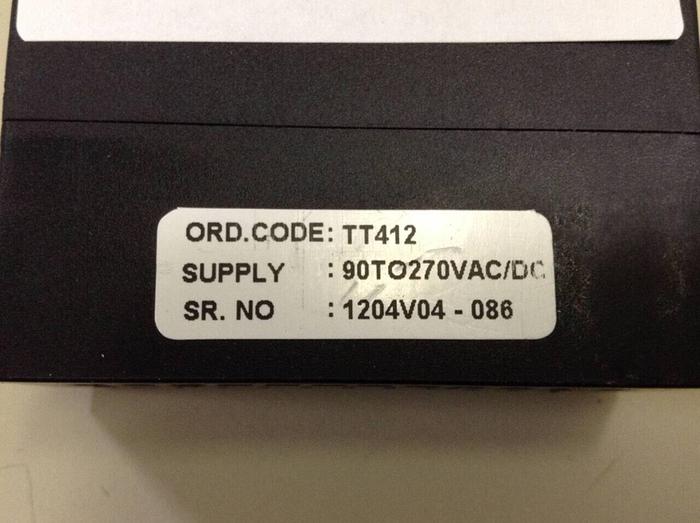 ORD.CODE: TT412
SUPPLY : 90TO270VAC/DC
SR. NO : 1204V04 - 086